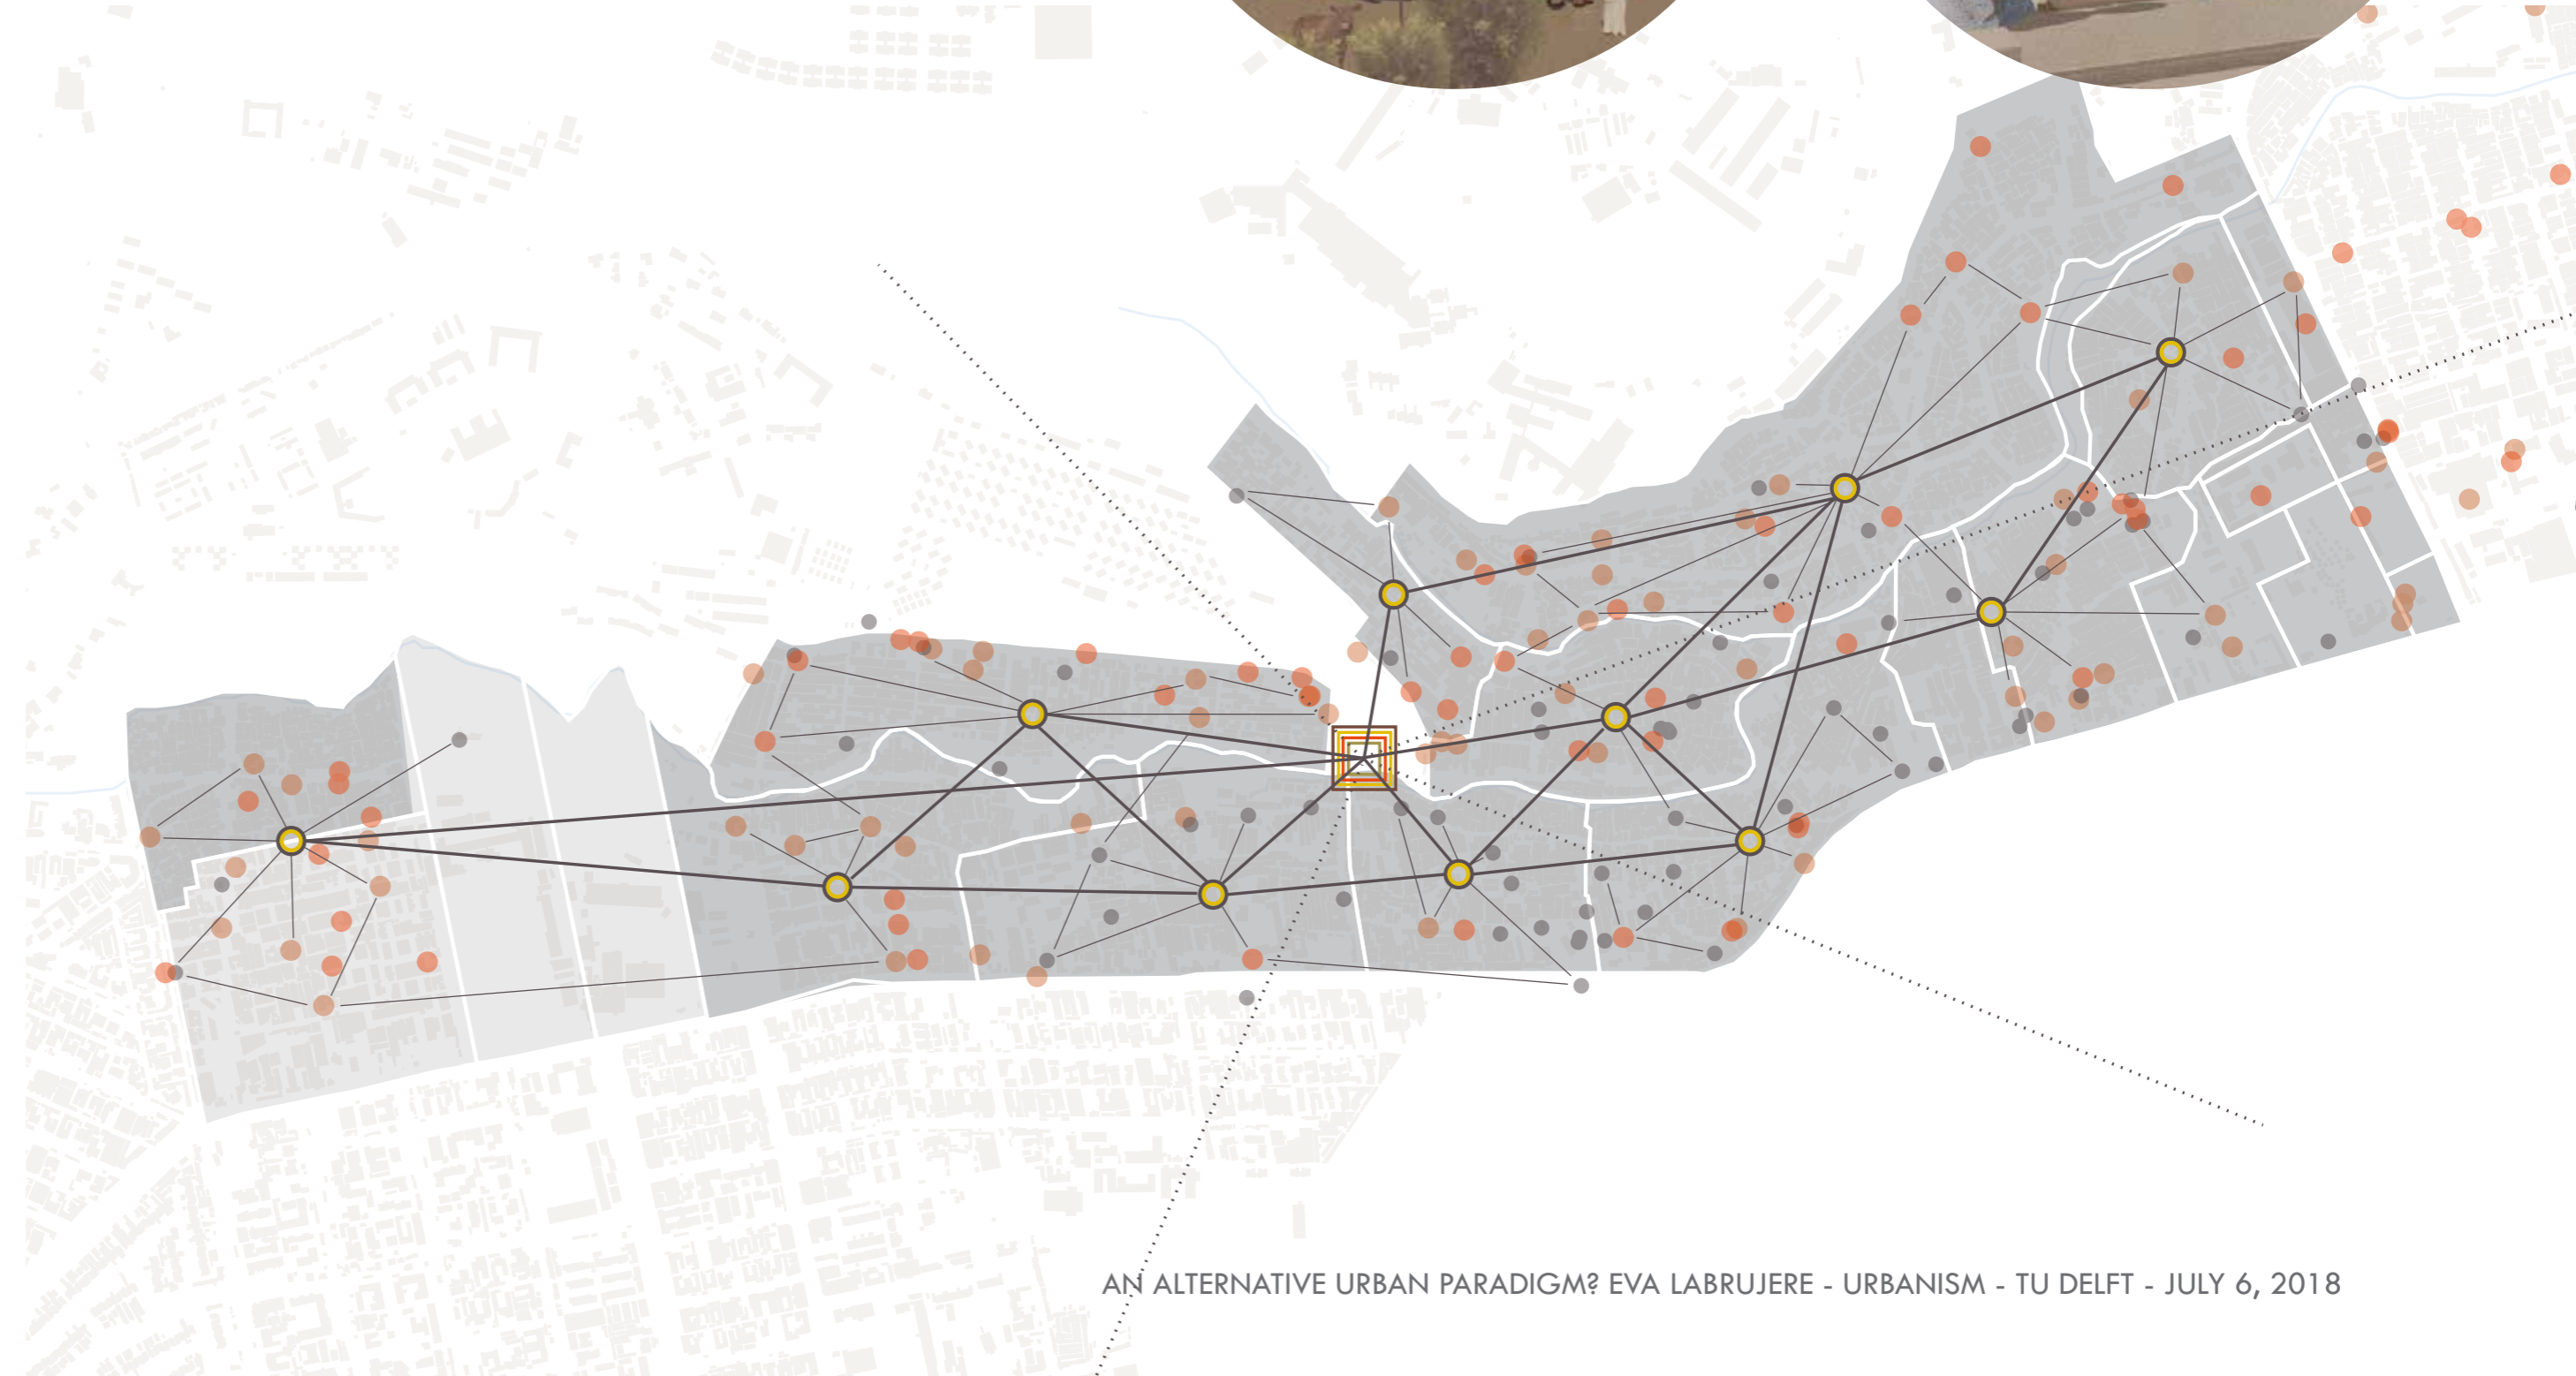 AN ALTERNATIVE URBAN PARADIGM? EVA LABRUJERE - URBANISM - TU DELFT - JULY 6, 2018